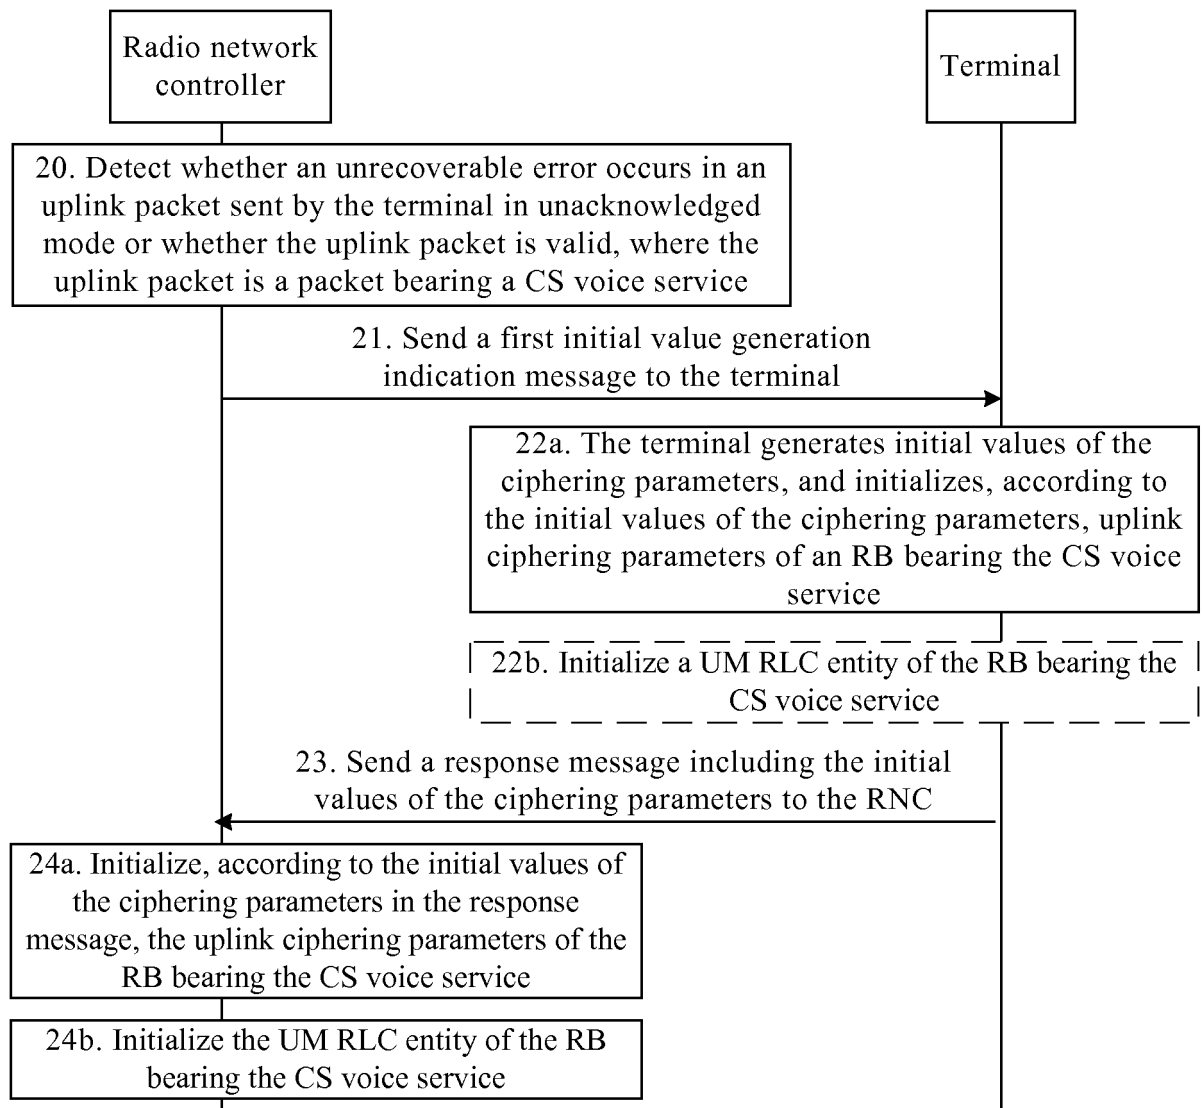 Radio network
controller
Terminal
20. Detect whether an unrecoverable error occurs in an
uplink packet sent by the terminal in unacknowledged
mode or whether the uplink packet is valid, where the
uplink packet is a packet bearing a CS voice service
21. Send a first initial value generation
indication message to the terminal
22a. The terminal generates initial values of the
ciphering parameters, and initializes, according to
the initial values of the ciphering parameters, uplink
ciphering parameters of an RB bearing the CS voice
service
22b. Initialize a UM RLC entity of the RB bearing the
CS voice service
23. Send a response message including the initial
values of the ciphering parameters to the RNC
24a. Initialize, according to the initial values of
the ciphering parameters in the response
message, the uplink ciphering parameters of the
RB bearing the CS voice service
24b. Initialize the UM RLC entity of the RB
bearing the CS voice service